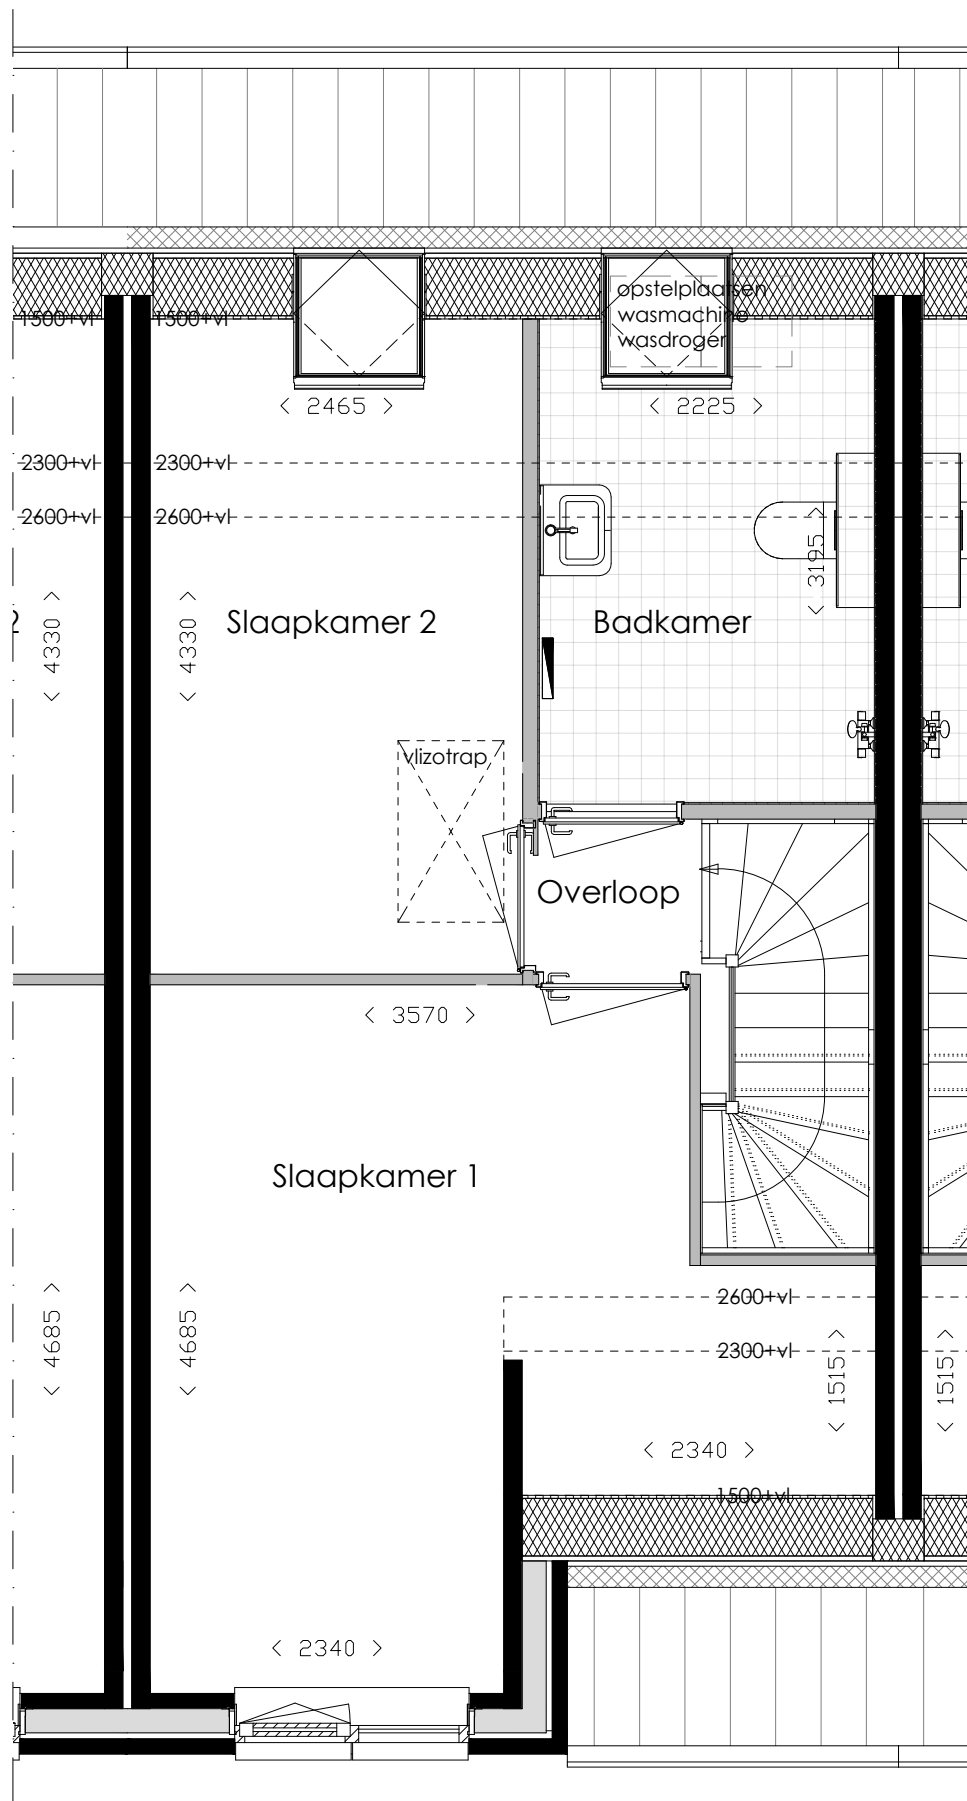 opstelplaatsen
wasmachine
wasdroger
1500+vl
1500+vl
< 2465 >
< 2225 >
2300+vl
2300+vl
2600+vl
2600+vl
< 3195 >
2
Slaapkamer 2
Badkamer
< 4330 >
< 4330 >
vlizotrap
Overloop
< 3570 >
Slaapkamer 1
2600+vl
< 4685 >
< 4685 >
2300+vl
< 1515 >
< 1515 >
< 2340 >
1500+vl
< 2340 >